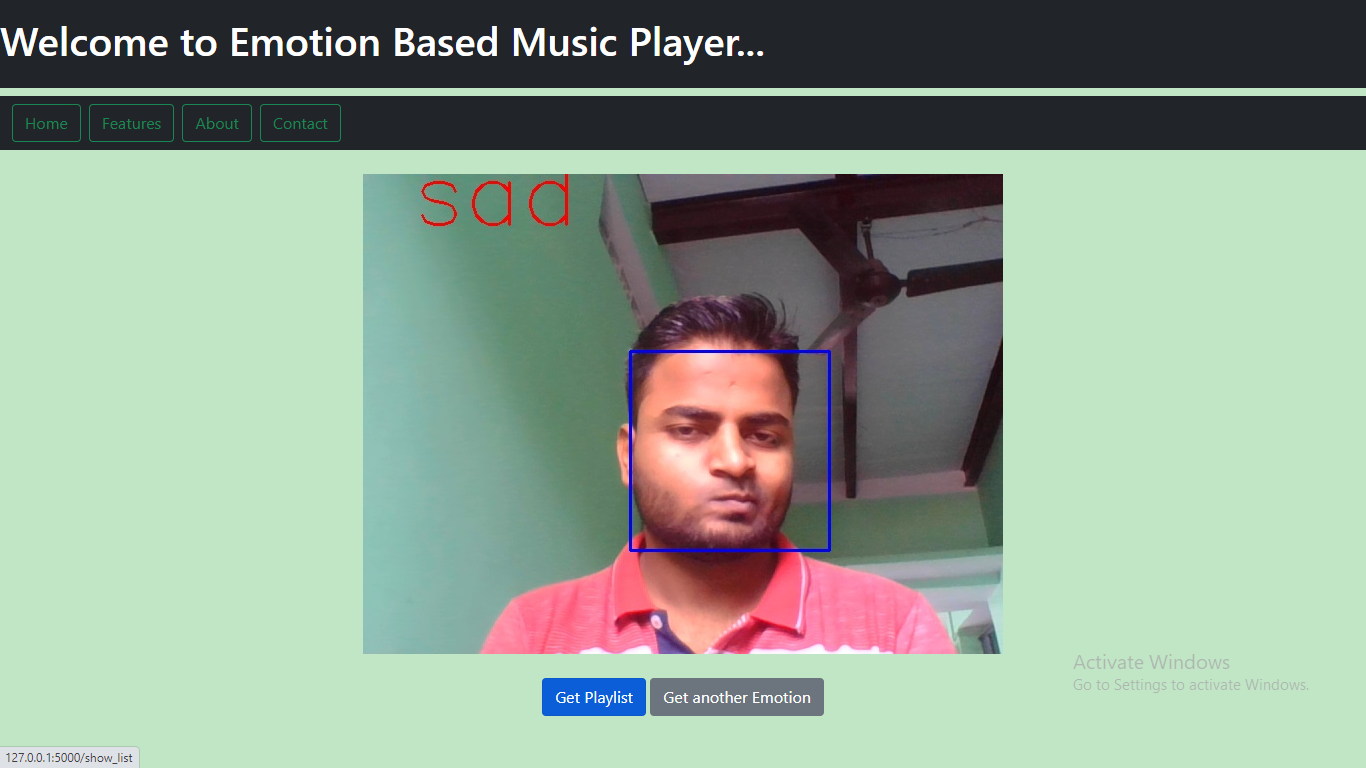 Welcome to Emotion Based Music Player...
Home Features About Contact
sad
Get Playlist Get another Emotion
Activate Windows
Go to Settings to activate Windows.
127.0.0.1:5000/show_list